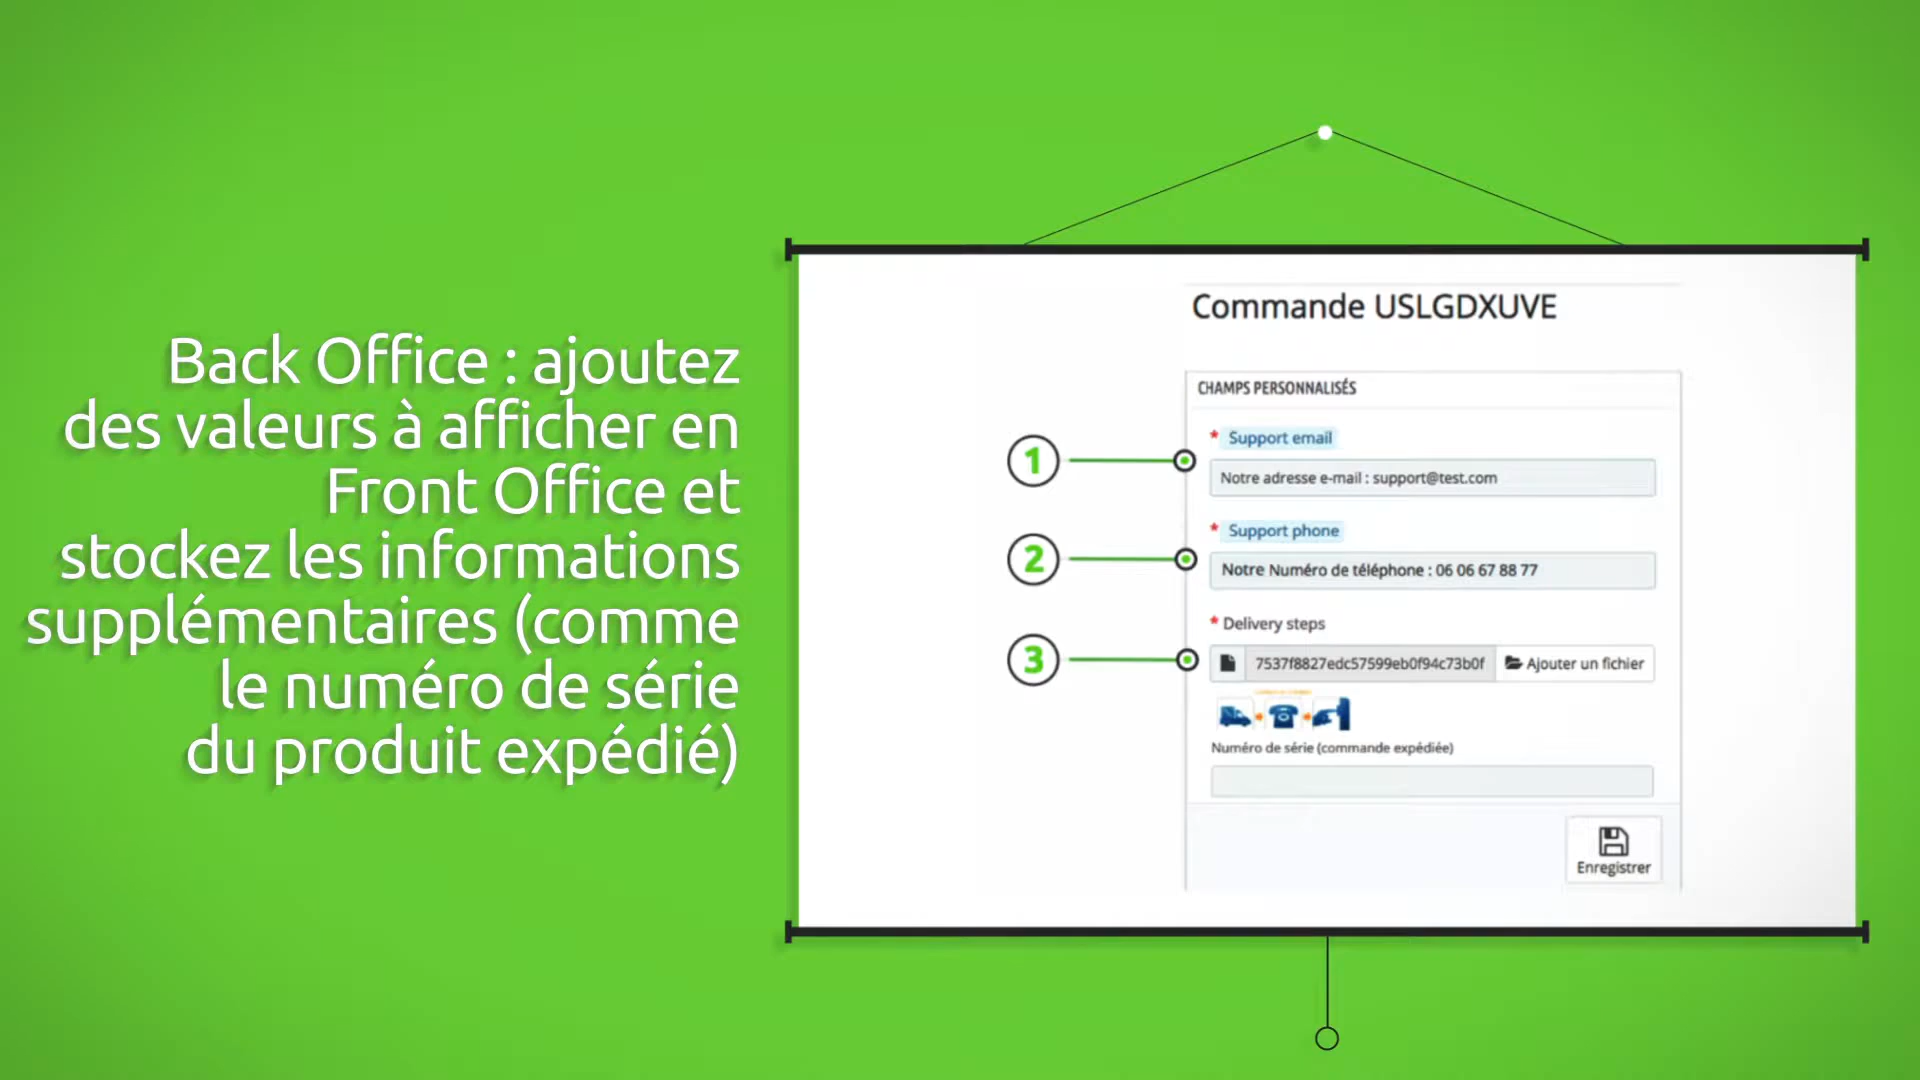 Back Office : ajoutez
des valeurs à afficher en
Front Office et
stockez les informations
supplémentaires (comme
le numéro de série
du produit expédié)
Commande USLGDXUVE
CHAMPS PERSONNALISÉS
1
* Support email
Notre adresse e-mail : support@test.com
2
* Support phone
Notre Numéro de téléphone : 06 06 67 88 77
* Delivery steps
3
7537f8827edc57599eb0f94c73b0f
Ajouter un fichier
Numéro de série (commande expédiée)
Enregistrer